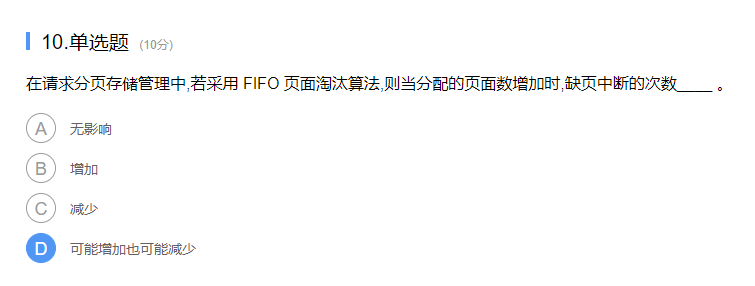 10.单选题 (10分)
在请求分页存储管理中,若采用 FIFO 页面淘汰算法,则当分配的页面数增加时,缺页中断的次数____ 。
A 无影响
B 增加
C 减少
D 可能增加也可能减少